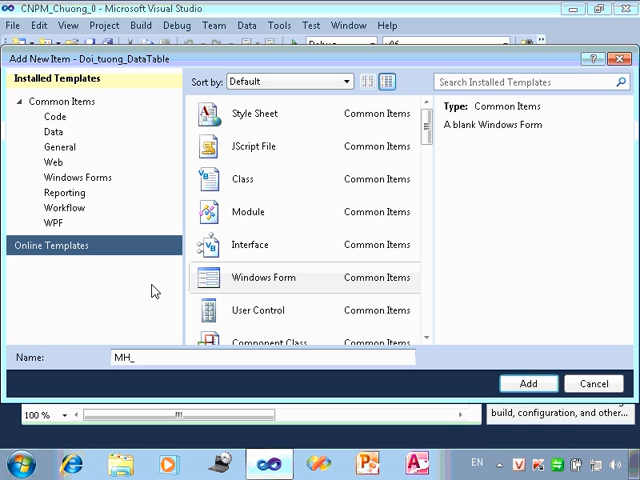 CNPM_Chuong_0 - Microsoft Visual Studio
File Edit View Project Build Debug Team Data Tools Test Window Help
Add New Item - Doi_tuong_DataTable
Installed Templates
Sort by: Default
Search Installed Templates
Common Items
Code
Data
General
Web
Windows Forms
Reporting
Workflow
WPF
Online Templates
Style Sheet Common Items
JScript File Common Items
Class Common Items
Module Common Items
Interface Common Items
Windows Form Common Items
User Control Common Items
Component Class Common Items
Type: Common Items
A blank Windows Form
Name: MH_
Add Cancel
100 %
build, configuration, and other...
EN